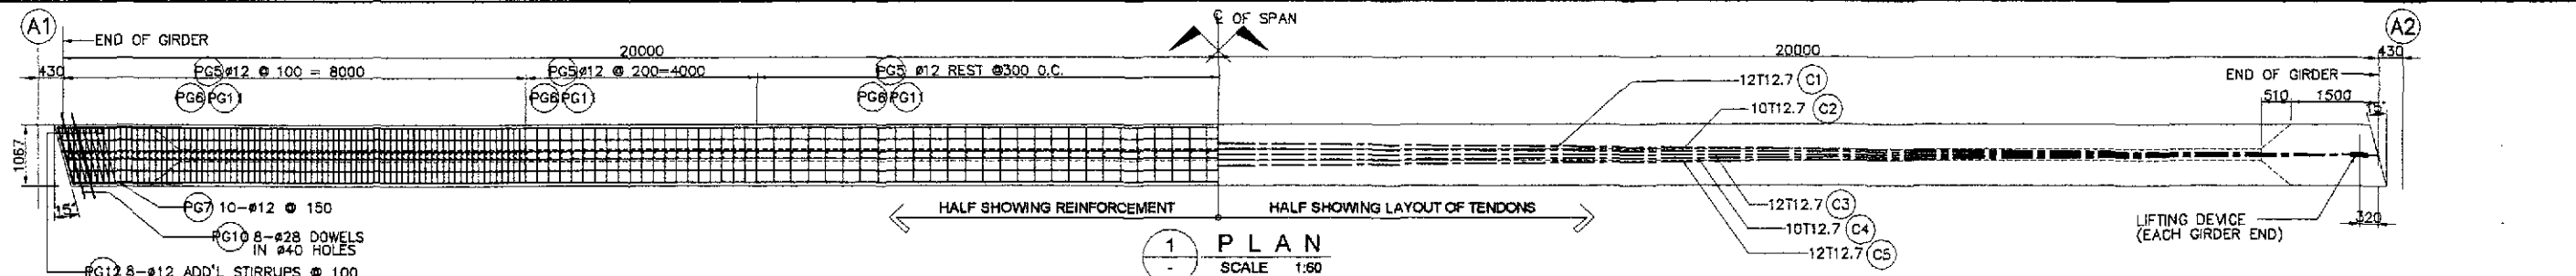 A1
END OF GIRDER
℄ OF SPAN
A2
20000
20000
430
430
PG5 ø12 @ 100 = 8000
PG5 ø12 @ 200=4000
PG5 ø12 REST @300 O.C.
PG6 PG11
PG6 PG11
PG6 PG11
12T12.7 C1
10T12.7 C2
END OF GIRDER
510
1500
15°
1067
15°
PG7 10-ø12 @ 150
PG10 8-ø28 DOWELS
IN ø40 HOLES
PG12 8-ø12 ADD'L STIRRUPS @ 100
HALF SHOWING REINFORCEMENT
HALF SHOWING LAYOUT OF TENDONS
12T12.7 C3
10T12.7 C4
12T12.7 C5
LIFTING DEVICE
(EACH GIRDER END)
320
1
-
PLAN
SCALE 1:60